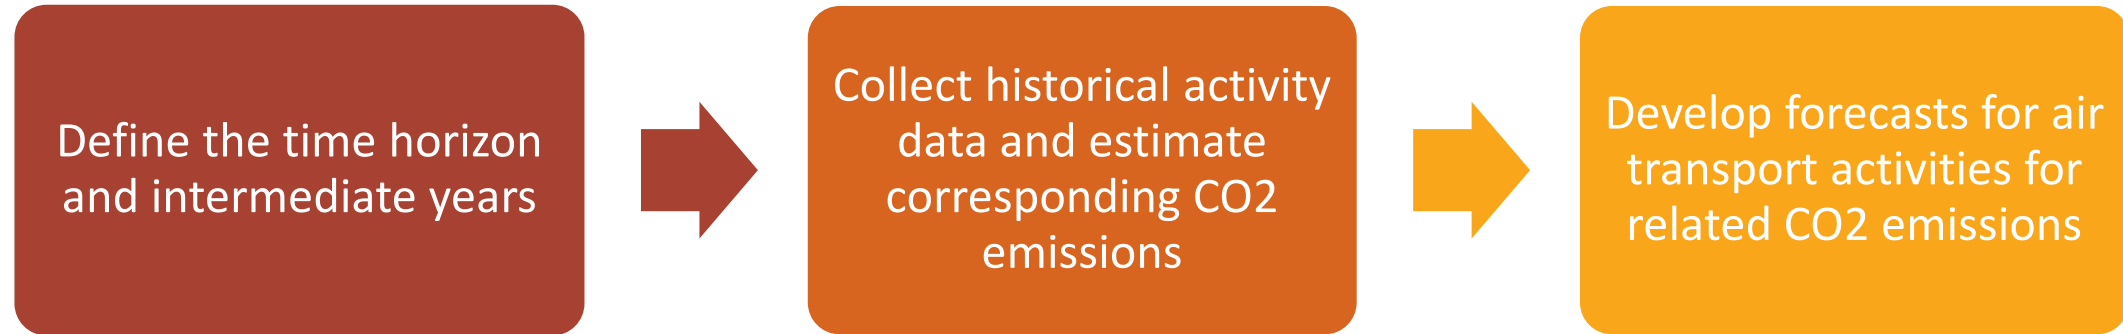 Define the time horizon
and intermediate years
Collect historical activity
data and estimate
corresponding CO2
emissions
Develop forecasts for air
transport activities for
related CO2 emissions